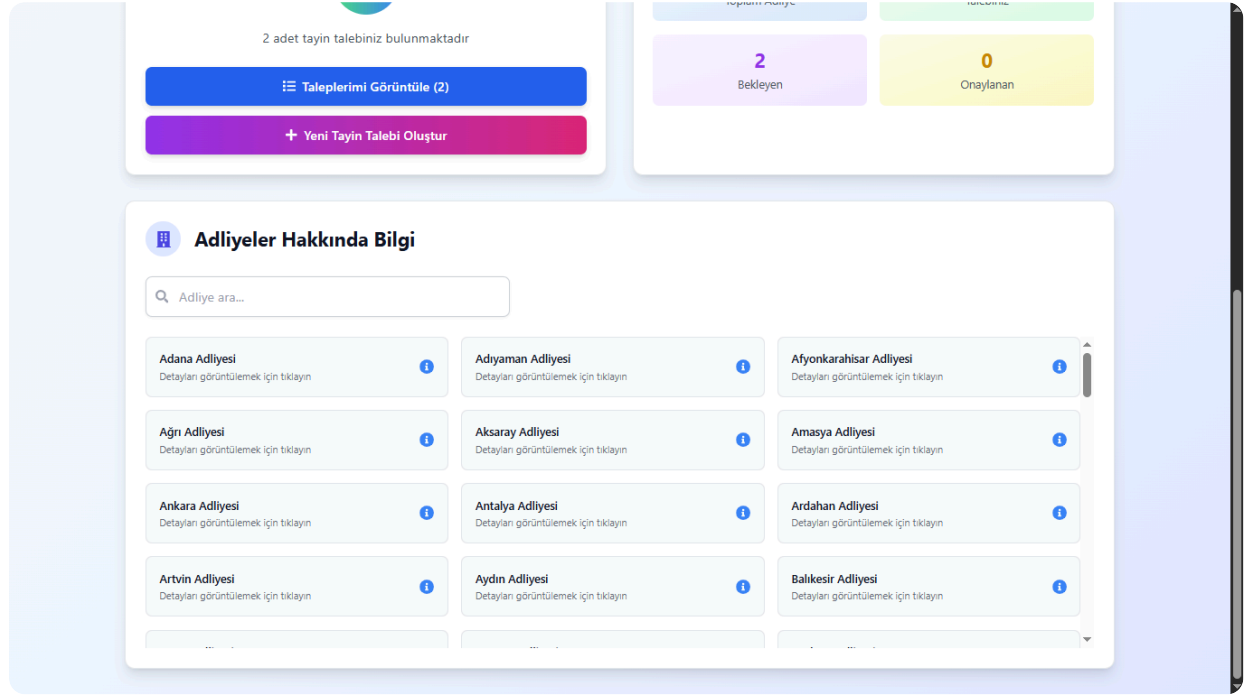 2 adet tayin talebiniz bulunmaktadır
Taleplerimi Görüntüle (2)
Yeni Tayin Talebi Oluştur
Toplam Adliye
Talebiniz
2
Bekleyen
0
Onaylanan
Adliyeler Hakkında Bilgi
Adliye ara...
Adana Adliyesi
Detayları görüntülemek için tıklayın
Adıyaman Adliyesi
Detayları görüntülemek için tıklayın
Afyonkarahisar Adliyesi
Detayları görüntülemek için tıklayın
Ağrı Adliyesi
Detayları görüntülemek için tıklayın
Aksaray Adliyesi
Detayları görüntülemek için tıklayın
Amasya Adliyesi
Detayları görüntülemek için tıklayın
Ankara Adliyesi
Detayları görüntülemek için tıklayın
Antalya Adliyesi
Detayları görüntülemek için tıklayın
Ardahan Adliyesi
Detayları görüntülemek için tıklayın
Artvin Adliyesi
Detayları görüntülemek için tıklayın
Aydın Adliyesi
Detayları görüntülemek için tıklayın
Balıkesir Adliyesi
Detayları görüntülemek için tıklayın